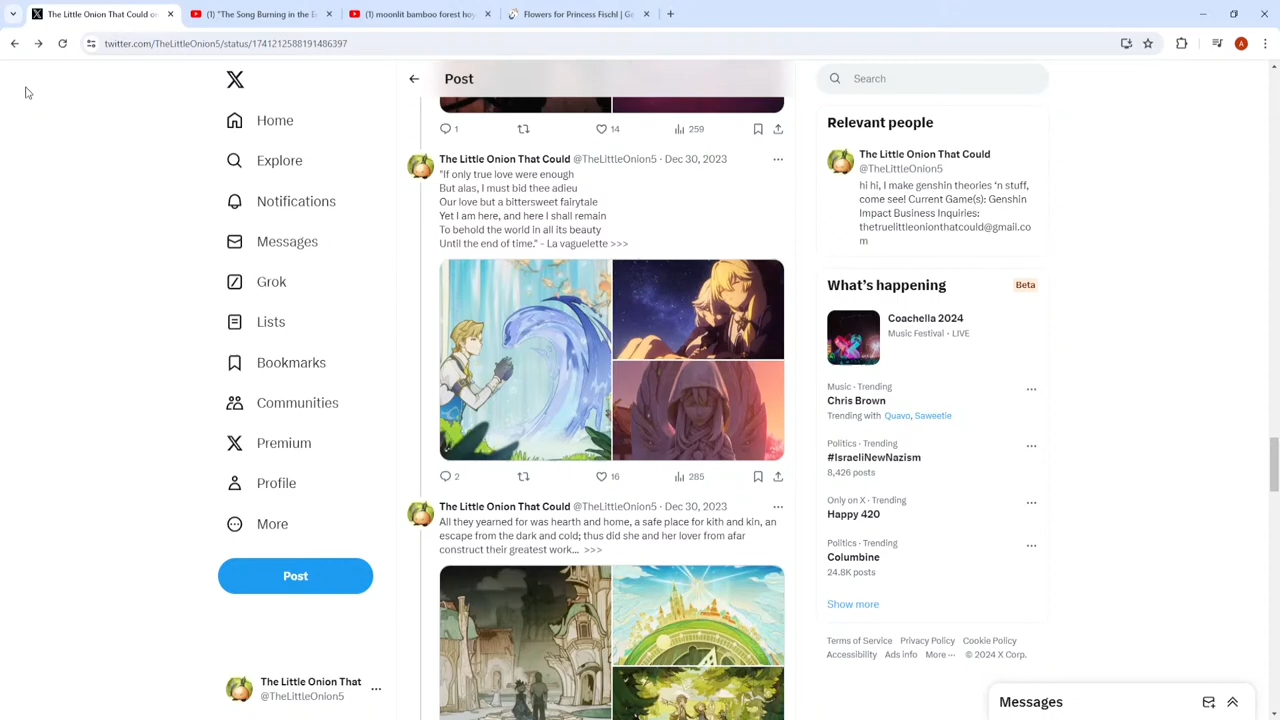 The Little Onion That Could on
(1) "The Song Burning in the E
(1) moonlit bamboo forest hoy
Flowers for Princess Fischl | Ge
twitter.com/TheLittleOnion5/status/1741212588191486397
A
Home
Explore
Notifications
Messages
Grok
Lists
Bookmarks
Communities
Premium
Profile
More
Post
The Little Onion That
@TheLittleOnion5
Post
1
14
259
The Little Onion That Could @TheLittleOnion5 · Dec 30, 2023
"If only true love were enough
But alas, I must bid thee adieu
Our love but a bittersweet fairytale
Yet I am here, and here I shall remain
To behold the world in all its beauty
Until the end of time." - La vaguelette >>>
2
16
285
The Little Onion That Could @TheLittleOnion5 · Dec 30, 2023
All they yearned for was hearth and home, a safe place for kith and kin, an
escape from the dark and cold; thus did she and her lover from afar
construct their greatest work... >>>
Search
Relevant people
The Little Onion That Could
@TheLittleOnion5
hi hi, I make genshin theories 'n stuff,
come see! Current Game(s): Genshin
Impact Business Inquiries:
thetruelittleonionthatcould@gmail.co
m
What's happening
Beta
Coachella 2024
Music Festival · LIVE
Music · Trending
Chris Brown
Trending with Quavo, Saweetie
Politics · Trending
#IsraeliNewNazism
8,426 posts
Only on X · Trending
Happy 420
Politics · Trending
Columbine
24.8K posts
Show more
Terms of Service Privacy Policy Cookie Policy
Accessibility Ads info More ··· © 2024 X Corp.
Messages